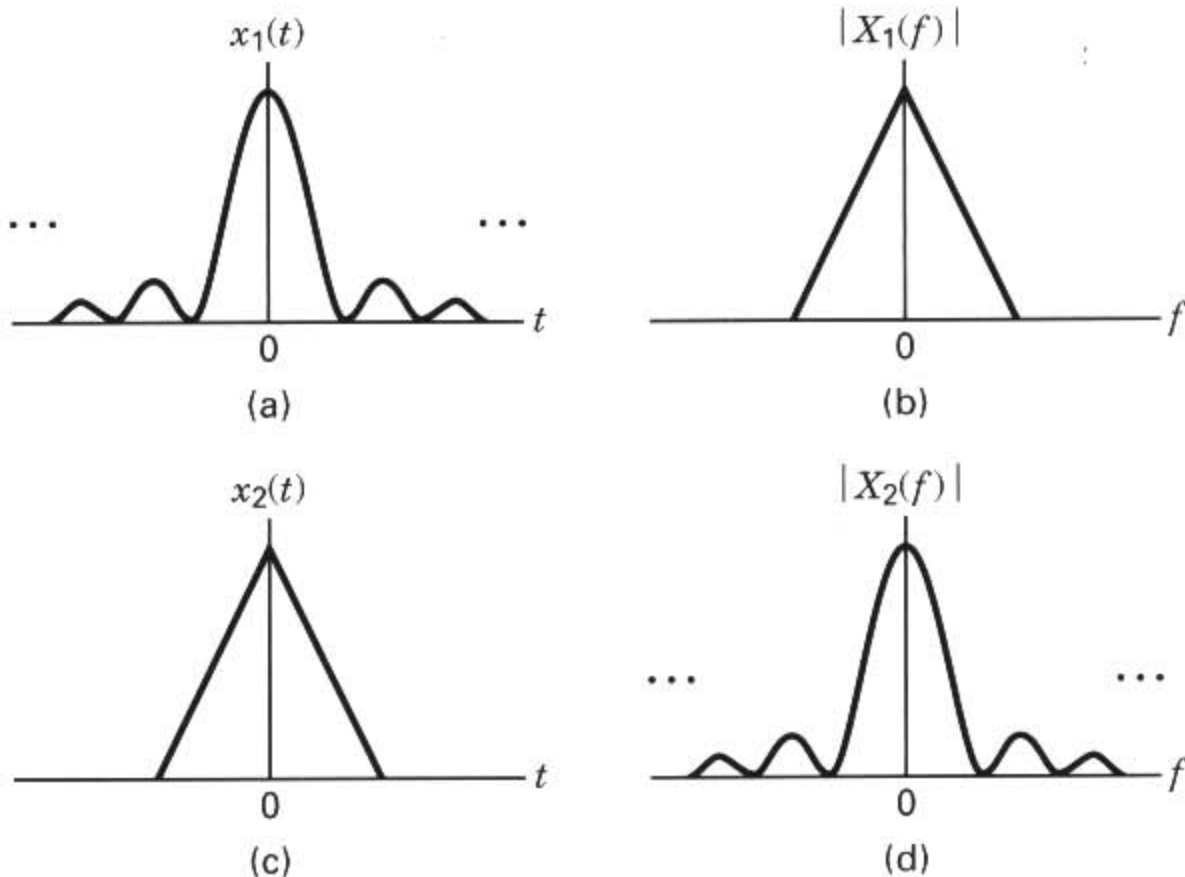 x₁(t)
|X₁(f)|
...
...
t
f
0
0
(a)
(b)
x₂(t)
|X₂(f)|
...
...
t
f
0
0
(c)
(d)